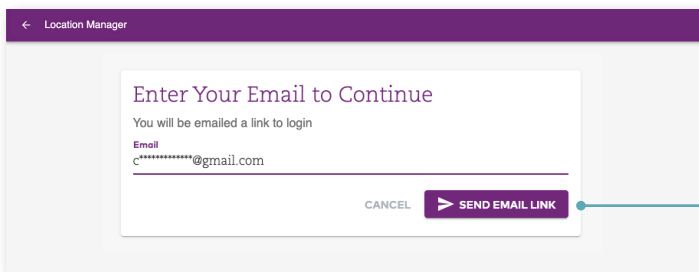 Location Manager
Enter Your Email to Continue
You will be emailed a link to login
Email
c*************@gmail.com
CANCEL SEND EMAIL LINK